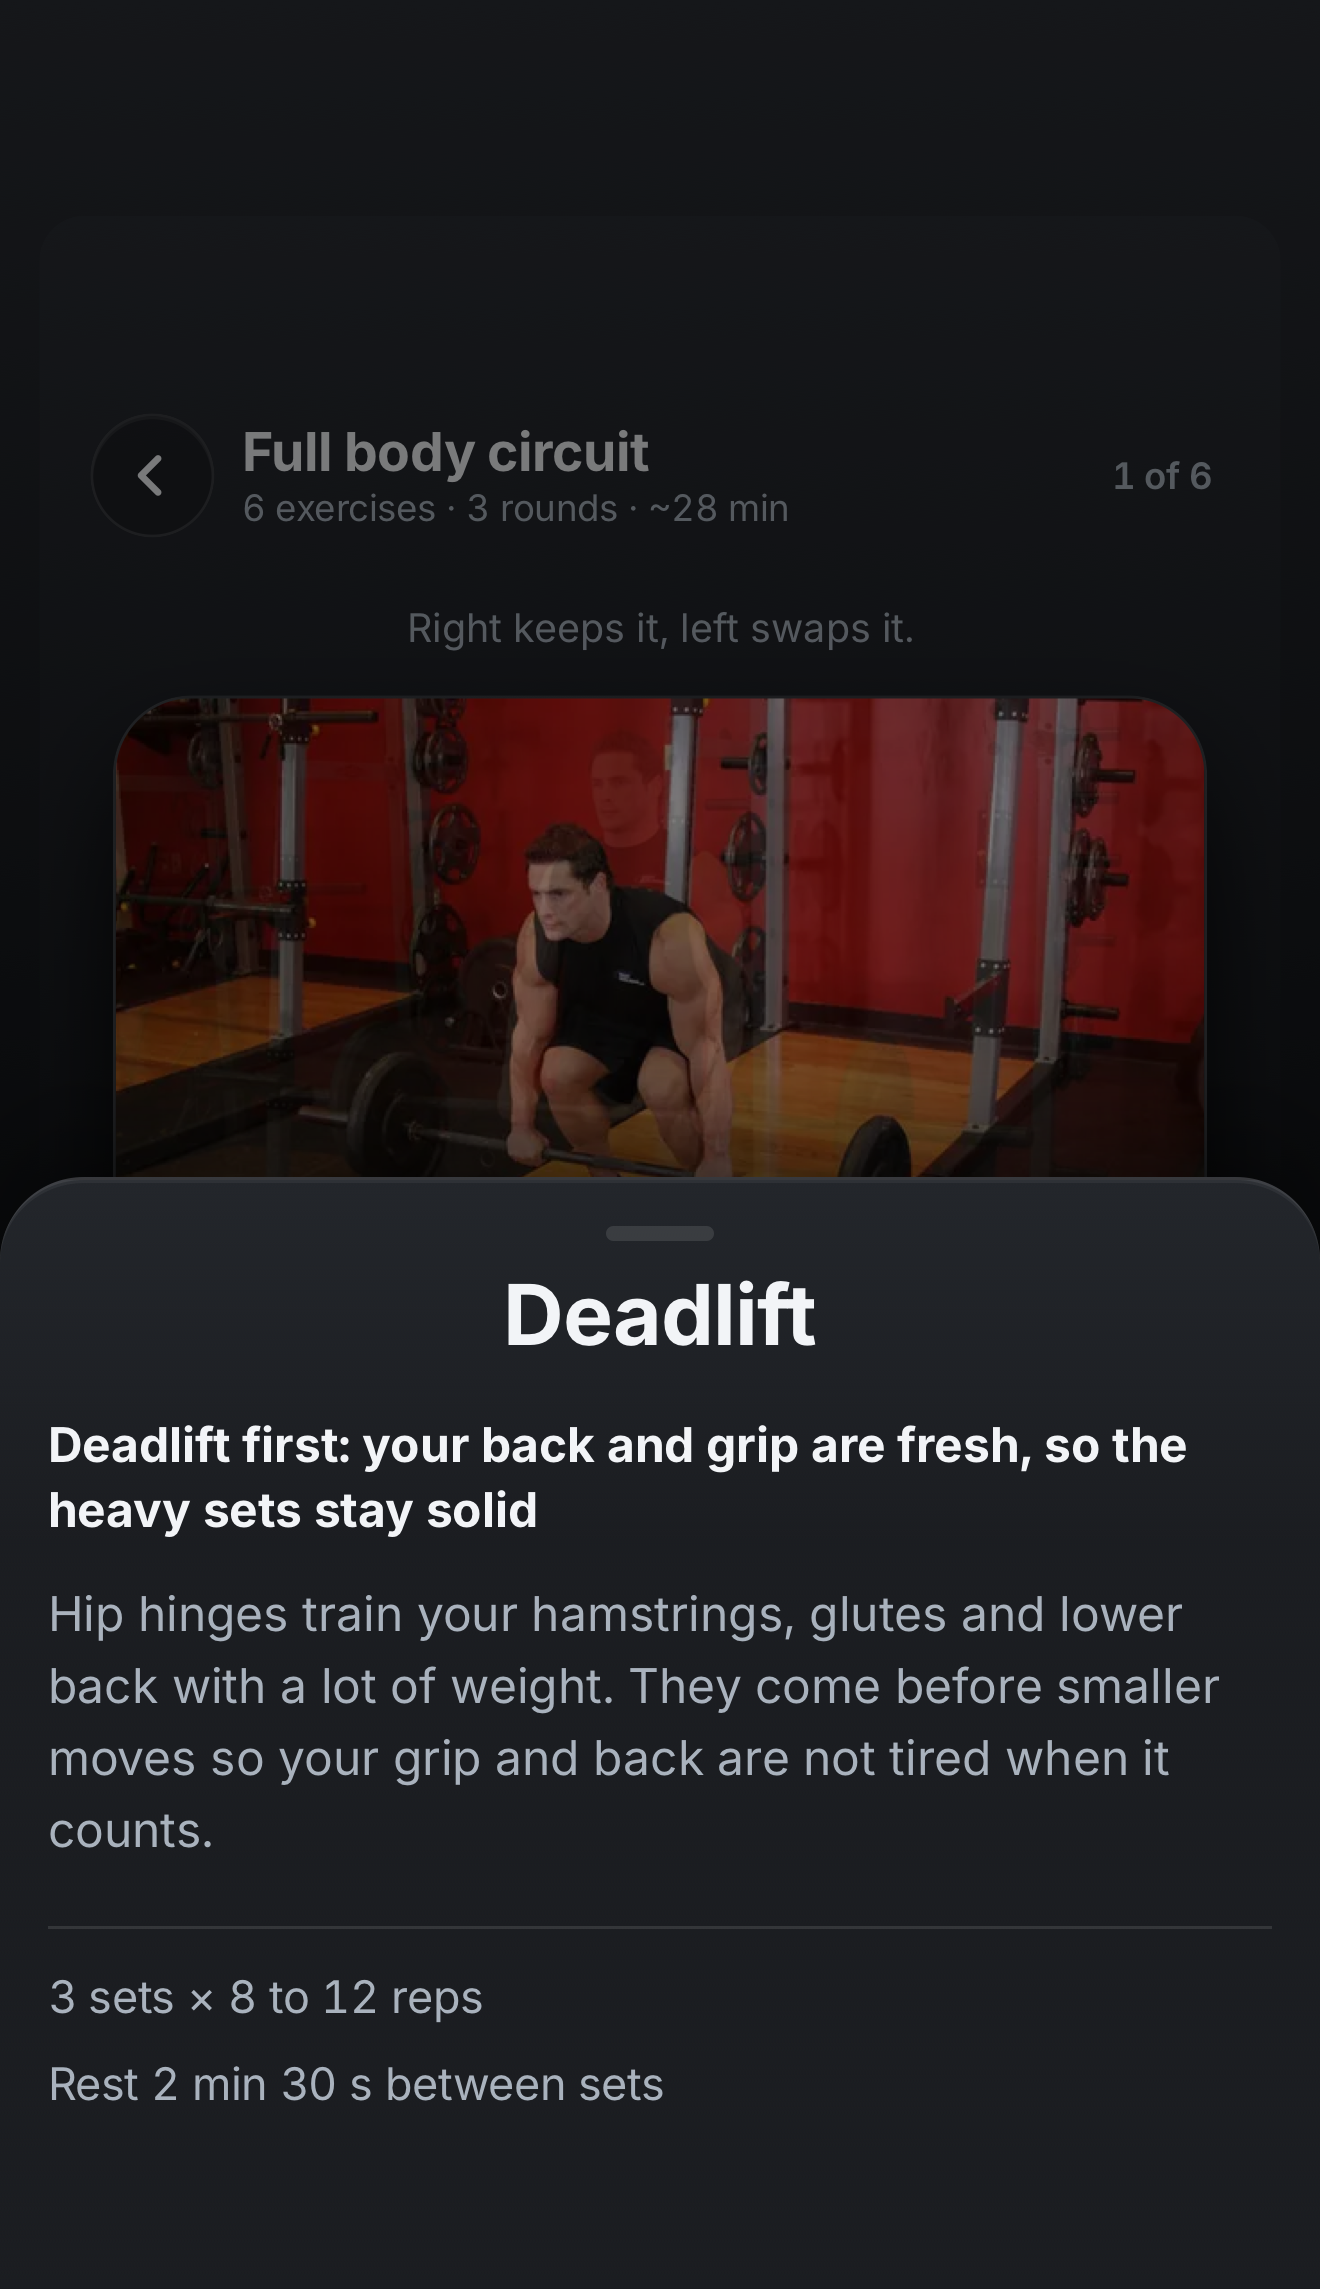 Full body circuit
6 exercises · 3 rounds · ~28 min
1 of 6
Right keeps it, left swaps it.
Deadlift
Deadlift first: your back and grip are fresh, so the
heavy sets stay solid
Hip hinges train your hamstrings, glutes and lower
back with a lot of weight. They come before smaller
moves so your grip and back are not tired when it
counts.
3 sets × 8 to 12 reps
Rest 2 min 30 s between sets